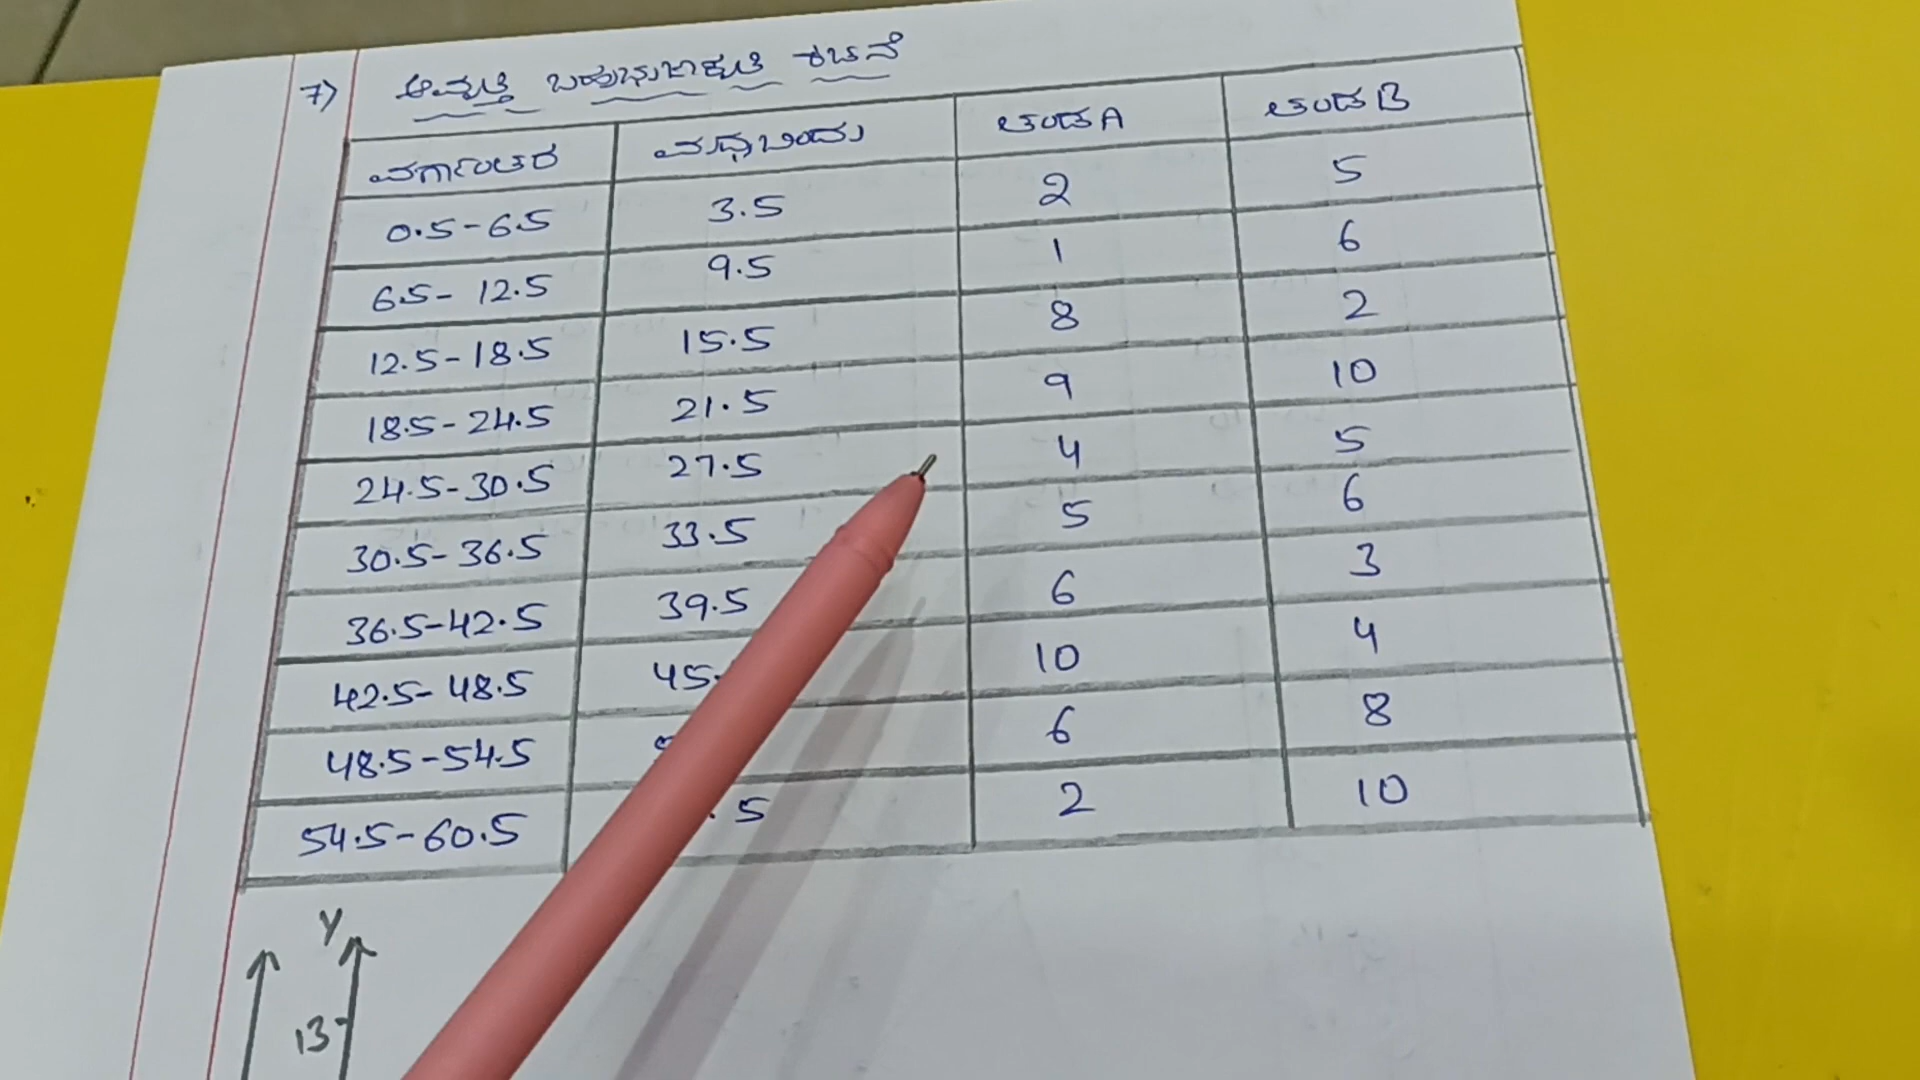 7) ಆವೃತ್ತಿ ಬಹುಭುಜಾಕೃತಿ ರಚನೆ
ವರ್ಗಾಂತರ ಮಧ್ಯಬಿಂದು ತಂಡ A ತಂಡ B
0.5-6.5 3.5 2 5
6.5-12.5 9.5 1 6
12.5-18.5 15.5 8 2
18.5-24.5 21.5 9 10
24.5-30.5 27.5 4 5
30.5-36.5 33.5 5 6
36.5-42.5 39.5 6 3
42.5-48.5 45. 10 4
48.5-54.5 6 8
54.5-60.5 .5 2 10
Y
13